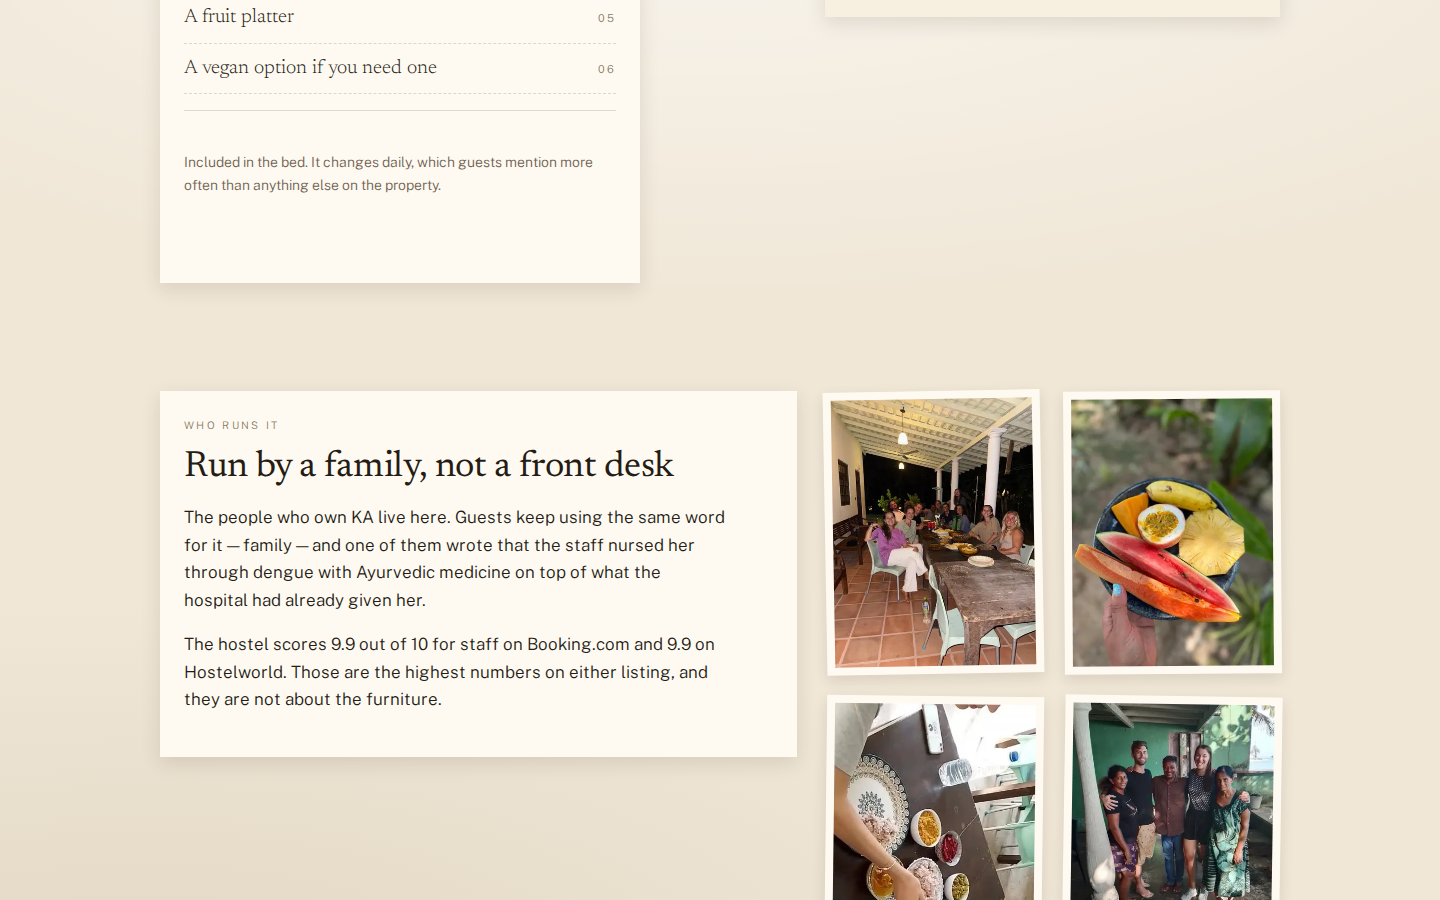 A fruit platter 05
A vegan option if you need one 06
Included in the bed. It changes daily, which guests mention more
often than anything else on the property.
WHO RUNS IT
Run by a family, not a front desk
The people who own KA live here. Guests keep using the same word
for it — family — and one of them wrote that the staff nursed her
through dengue with Ayurvedic medicine on top of what the
hospital had already given her.
The hostel scores 9.9 out of 10 for staff on Booking.com and 9.9 on
Hostelworld. Those are the highest numbers on either listing, and
they are not about the furniture.